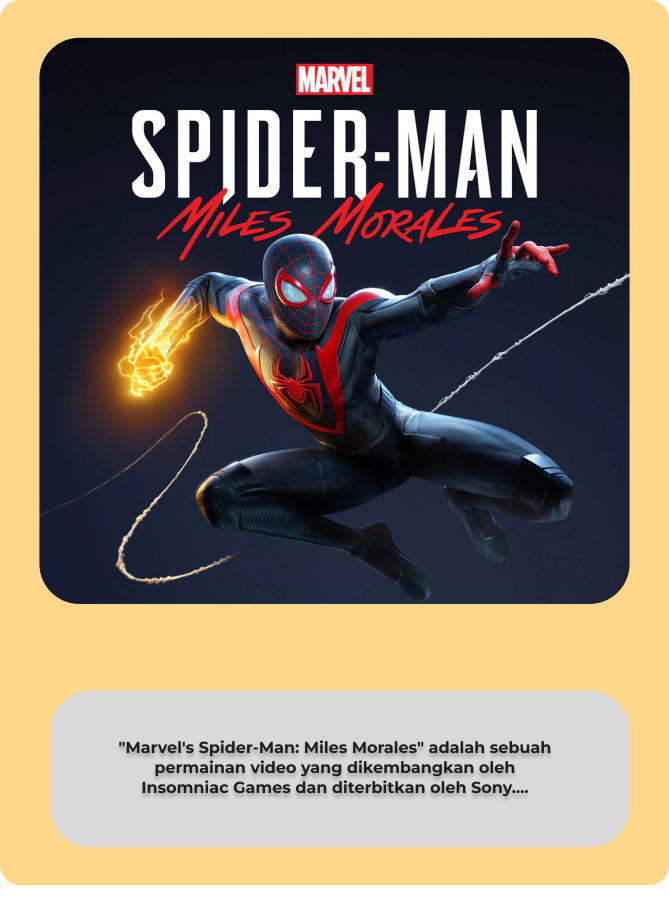 MARVEL
SPIDER-MAN
MILES MORALES
"Marvel's Spider-Man: Miles Morales" adalah sebuah
permainan video yang dikembangkan oleh
Insomniac Games dan diterbitkan oleh Sony....